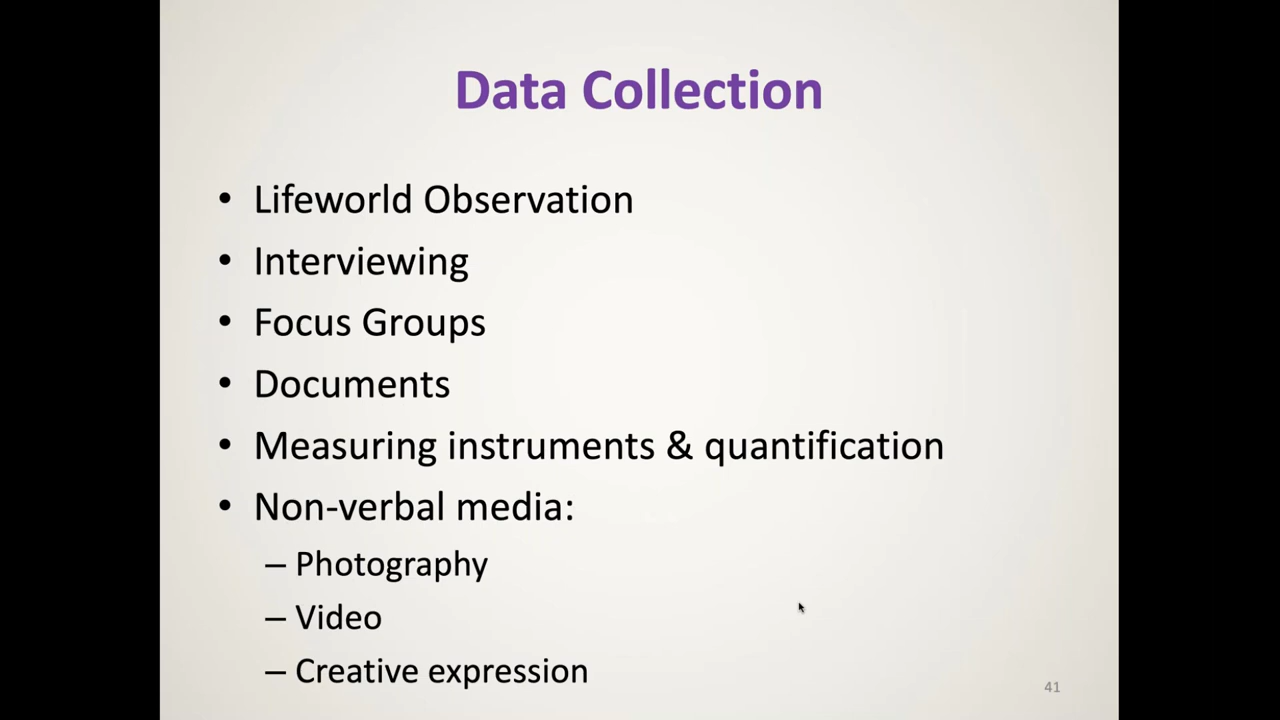 Data Collection
• Lifeworld Observation
• Interviewing
• Focus Groups
• Documents
• Measuring instruments & quantification
• Non-verbal media:
– Photography
– Video
– Creative expression
41